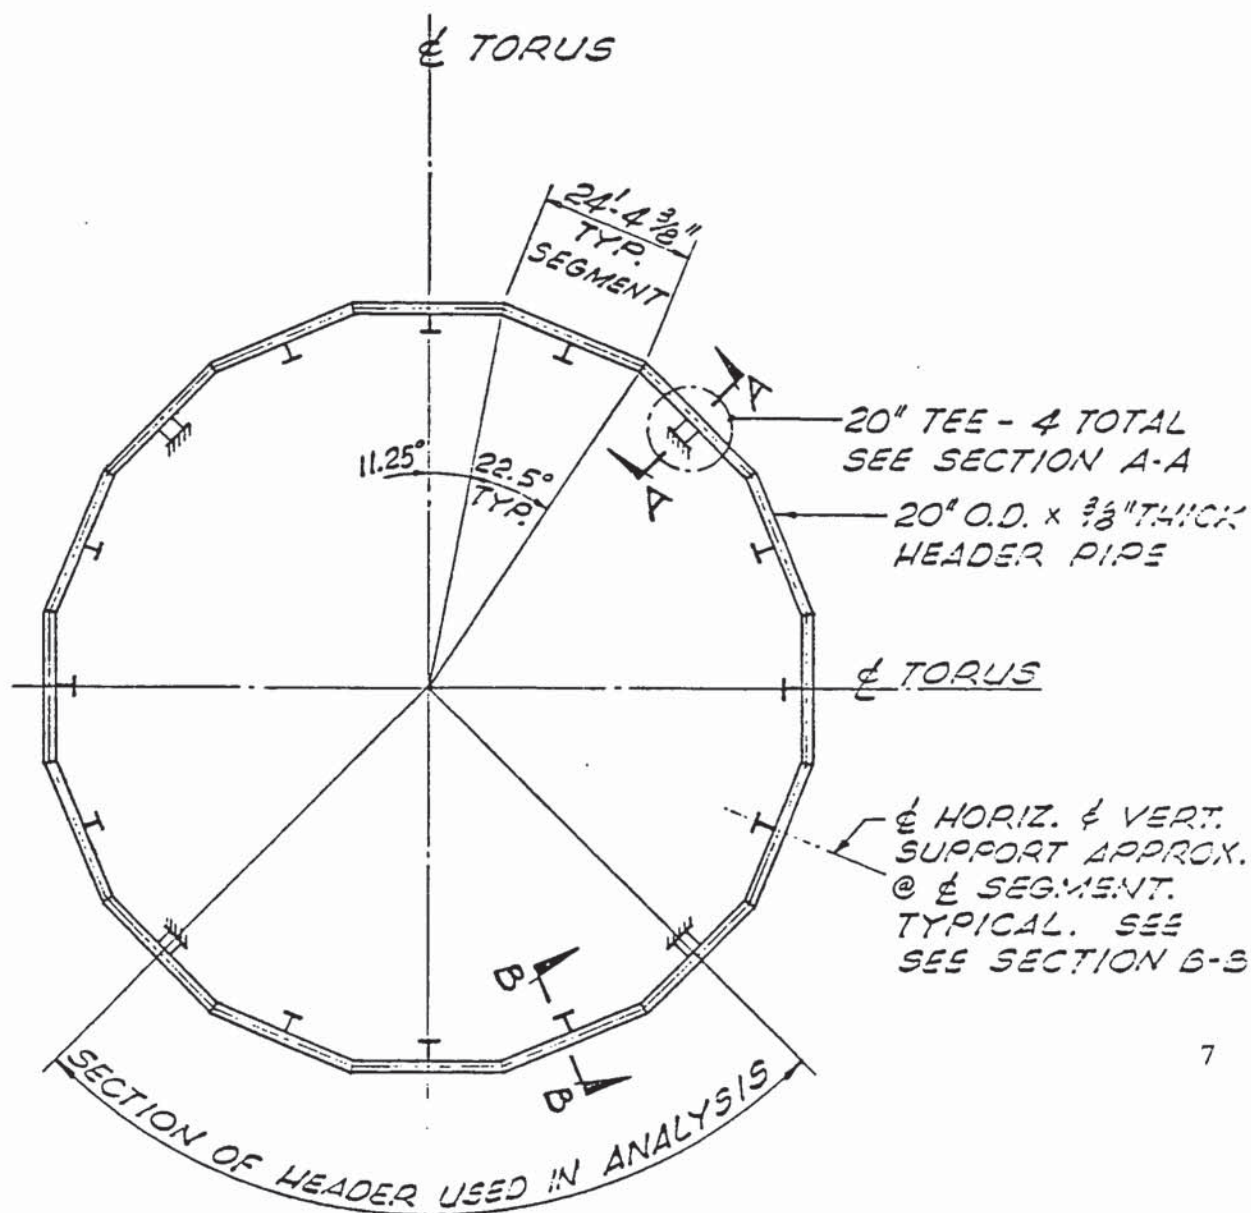 ℄ TORUS
24'-4 3/8"
TYP.
SEGMENT
A
20" TEE - 4 TOTAL
SEE SECTION A-A
11.25°
22.5°
TYP.
A
20" O.D. x 3/8" THICK
HEADER PIPE
℄ TORUS
℄ HORIZ. & VERT.
SUPPORT APPROX.
@ ℄ SEGMENT.
TYPICAL. SEE
SEE SECTION B-B
B
B
7
SECTION OF HEADER USED IN ANALYSIS